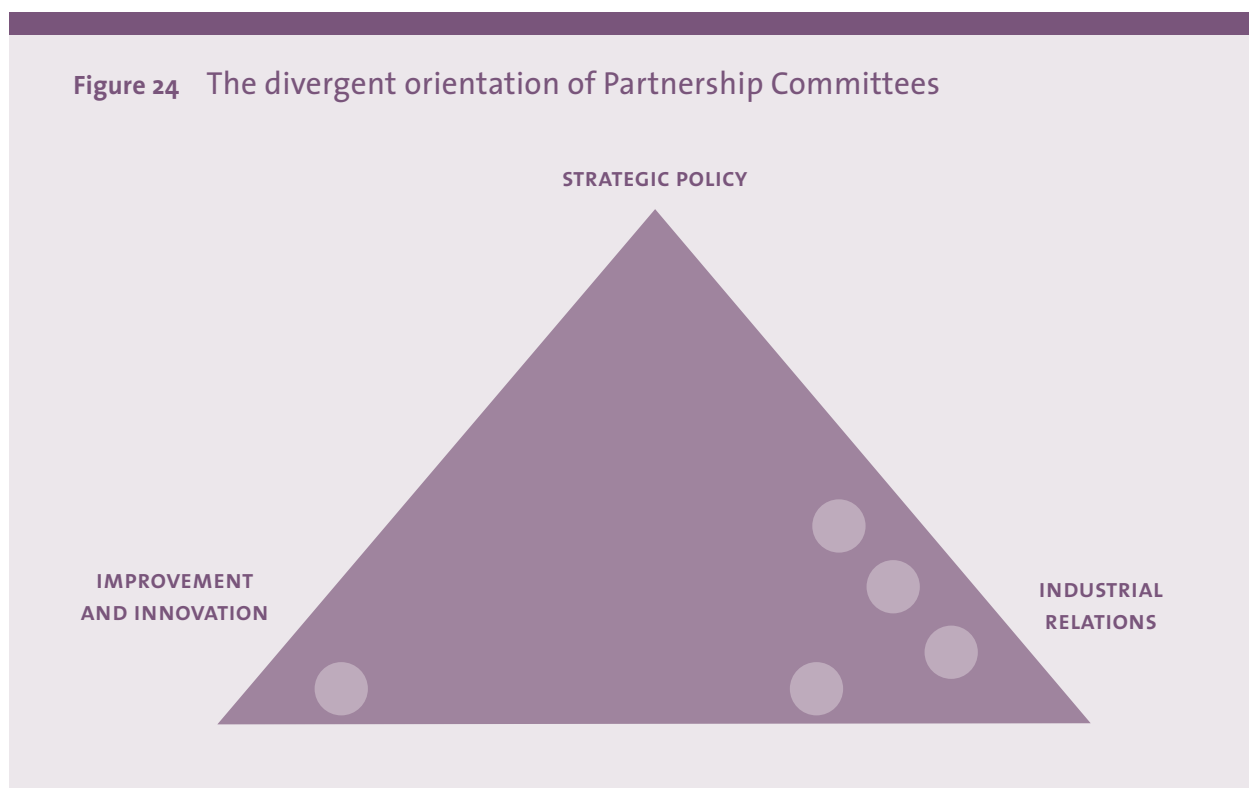 Figure 24 The divergent orientation of Partnership Committees
STRATEGIC POLICY
IMPROVEMENT
AND INNOVATION
INDUSTRIAL
RELATIONS